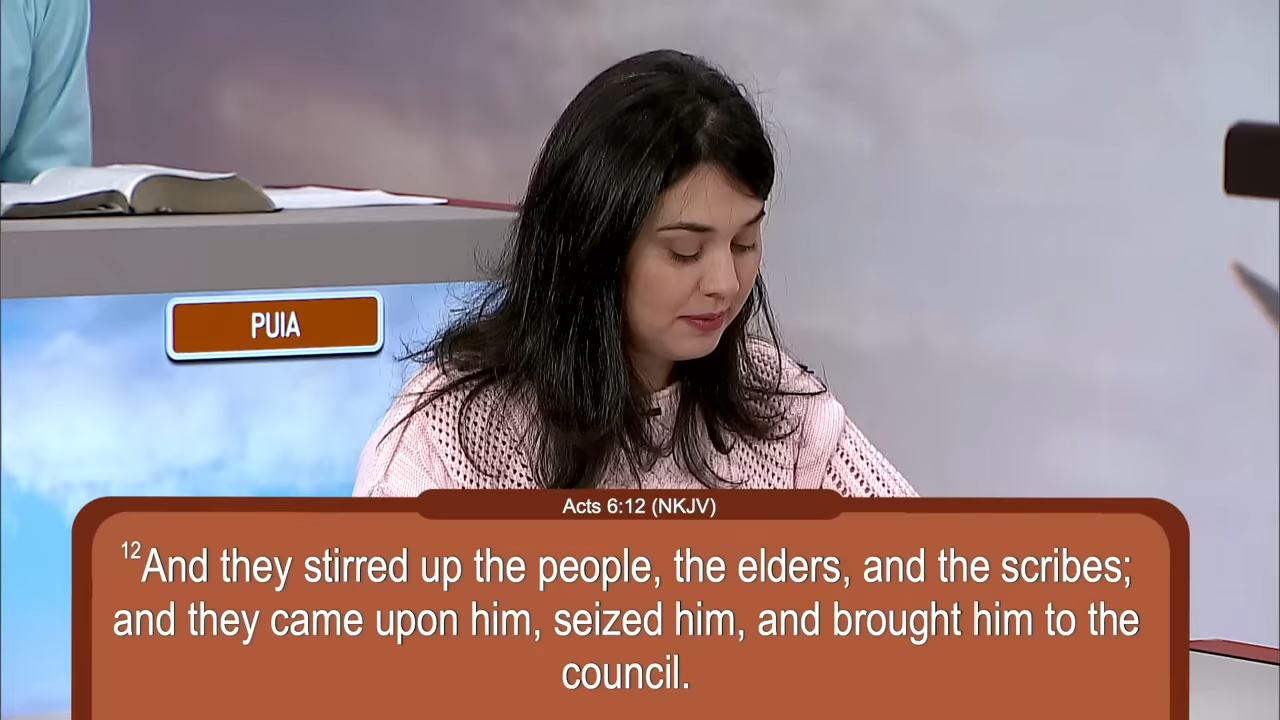 PUIA
Acts 6:12 (NKJV)
12And they stirred up the people, the elders, and the scribes;
and they came upon him, seized him, and brought him to the
council.